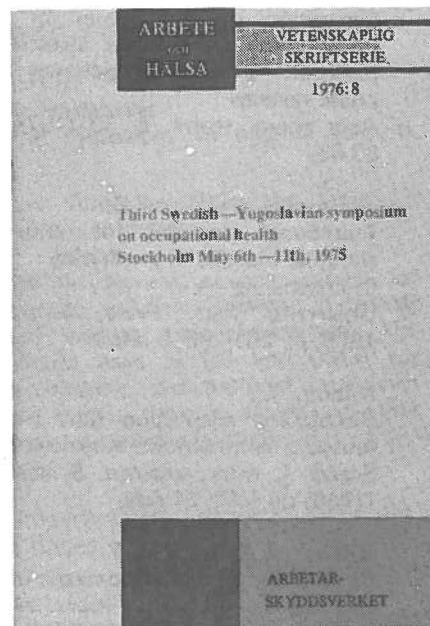 ARBETE
OCH
HÄLSA
VETENSKAPLIG
SKRIFTSERIE
1976:8
Third Swedish—Yugoslavian symposium
on occupational health
Stockholm May 6th—11th, 1975
ARBETAR-
SKYDDSVERKET